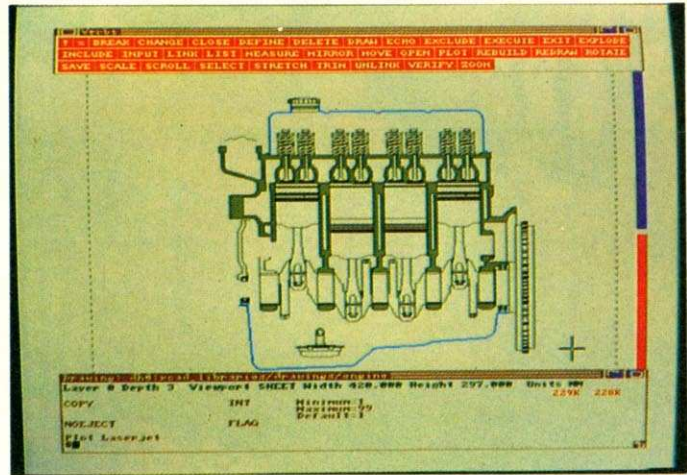 Verbs
? % BREAK CHANGE CLOSE DEFINE DELETE DRAW ECHO EXCLUDE EXECUTE EXIT EXPLODE
INCLUDE INPUT LINK LIST MEASURE MIRROR MOVE OPEN PLOT REBUILD REDRAW ROTATE
SAVE SCALE SCROLL SELECT STRETCH TRIM UNLINK VERIFY ZOOM
Layer 0 Depth 3 Viewport SHEET Width 420.000 Height 297.000 Units MM
229K 228K
COPY INT Minimum:1
Maximum:99
Default:1
NOEJECT FLAG
Plot Laserjet